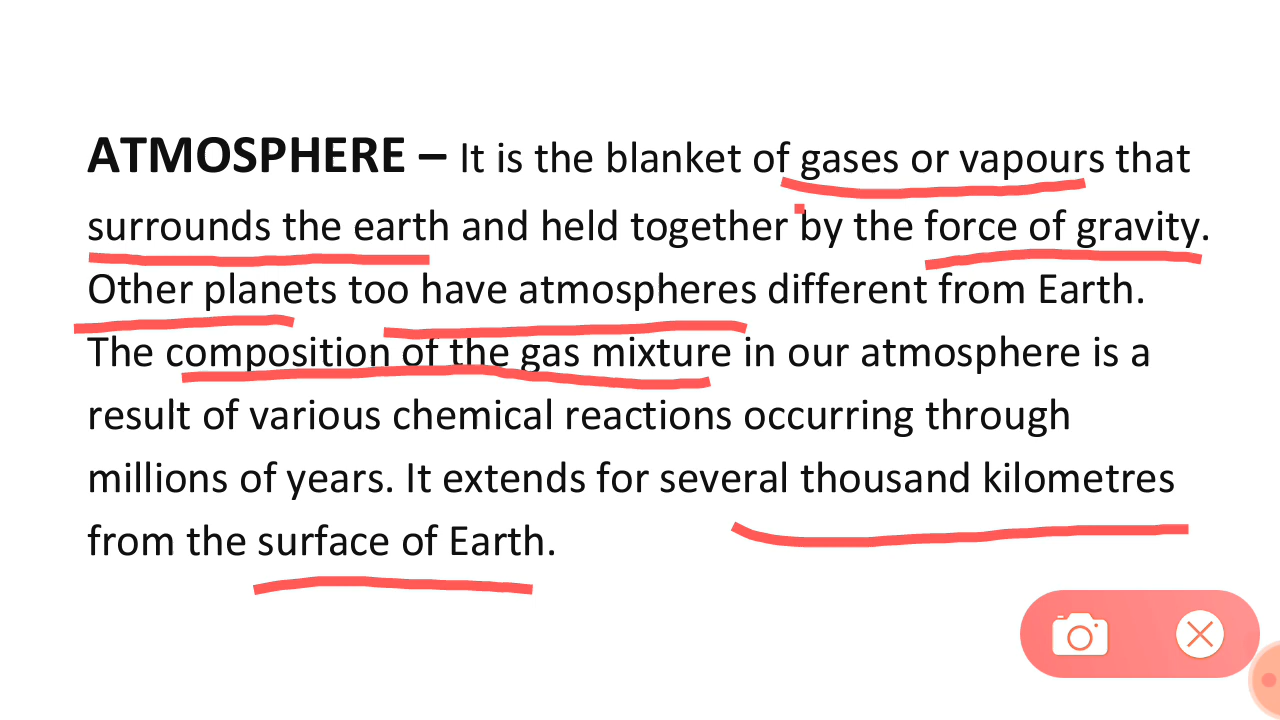 ATMOSPHERE – It is the blanket of gases or vapours that
surrounds the earth and held together by the force of gravity.
Other planets too have atmospheres different from Earth.
The composition of the gas mixture in our atmosphere is a
result of various chemical reactions occurring through
millions of years. It extends for several thousand kilometres
from the surface of Earth.